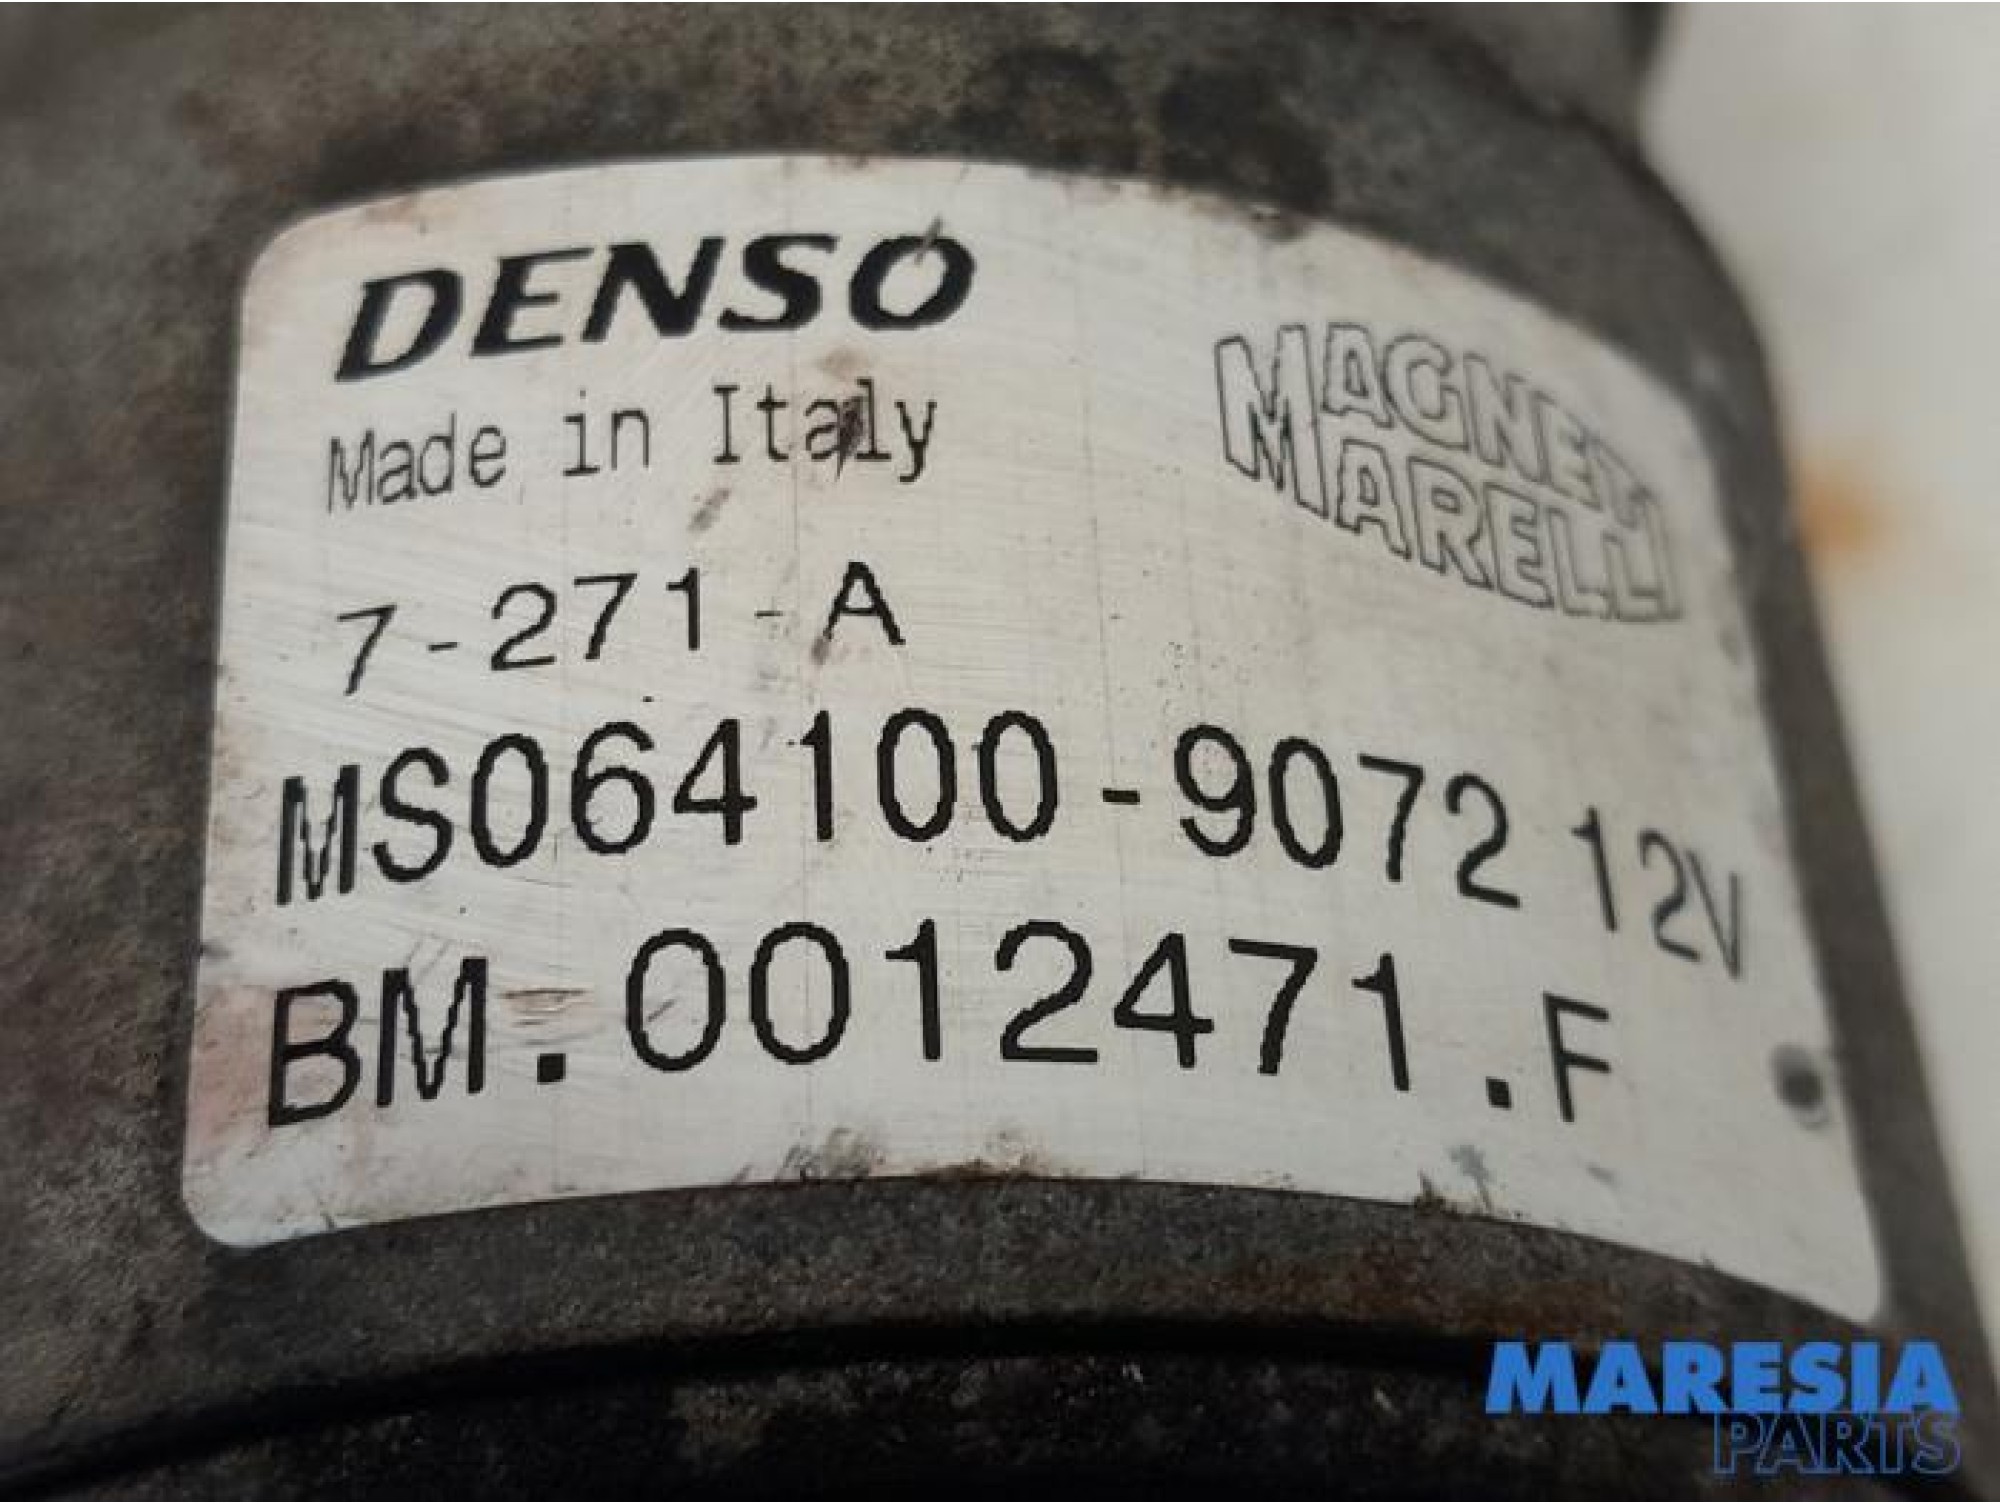 DENSO
Made in Italy
MAGNETI
MARELLI
7-271-A
MS064100-9072 12V
BM.0012471.F
MARESIA
PARTS